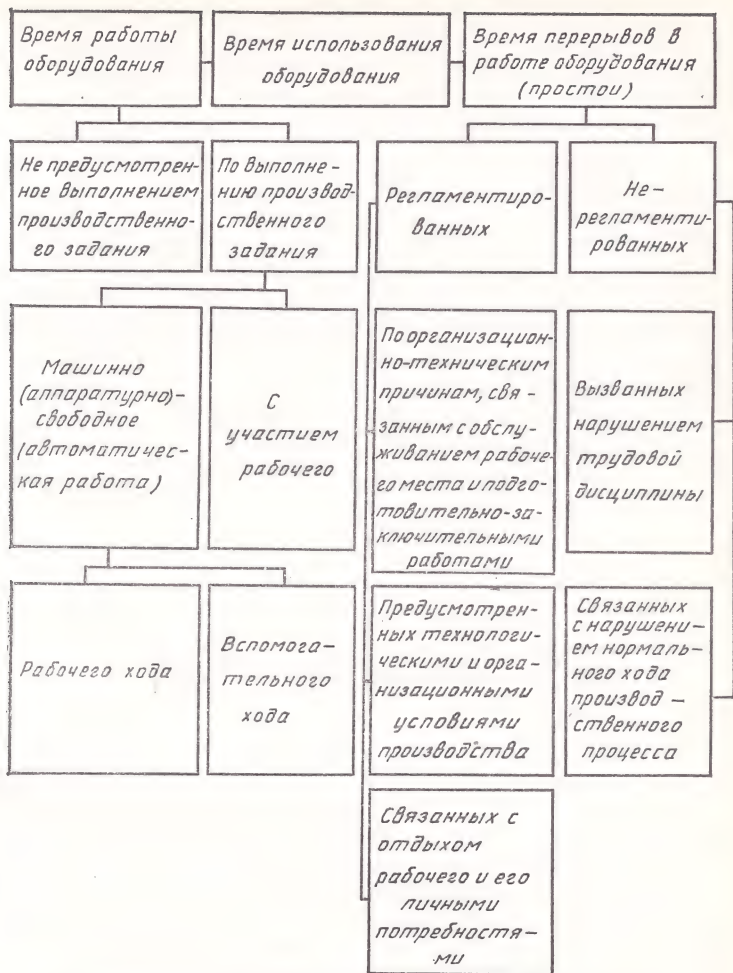 Время работы
оборудования
Время использования
оборудования
Время перерывов в
работе оборудования
(простои)
Не предусмотрен-
ное выполнением
производственно-
го задания
По выполне-
нию производ-
ственного
задания
Регламентиро-
ванных
Не-
регламенти-
рованных
Машинно
(аппаратурно)-
свободное
(автоматичес-
кая работа)
С
участием
рабочего
По организацион-
но-техническим
причинам, свя-
занным с обслу-
живанием рабоче-
го места и подго-
товительно-за-
ключительными
работами
Вызванных
нарушением
трудовой
дисциплины
Рабочего хода
Вспомога-
тельного
хода
Предусмотрен-
ных технологи-
ческими и орга-
низационными
условиями
производства
Связанных
с нарушени-
ем нормаль-
ного хода
производ-
ственного
процесса
Связанных с
отдыхом
рабочего и его
личными
потребностя-
ми